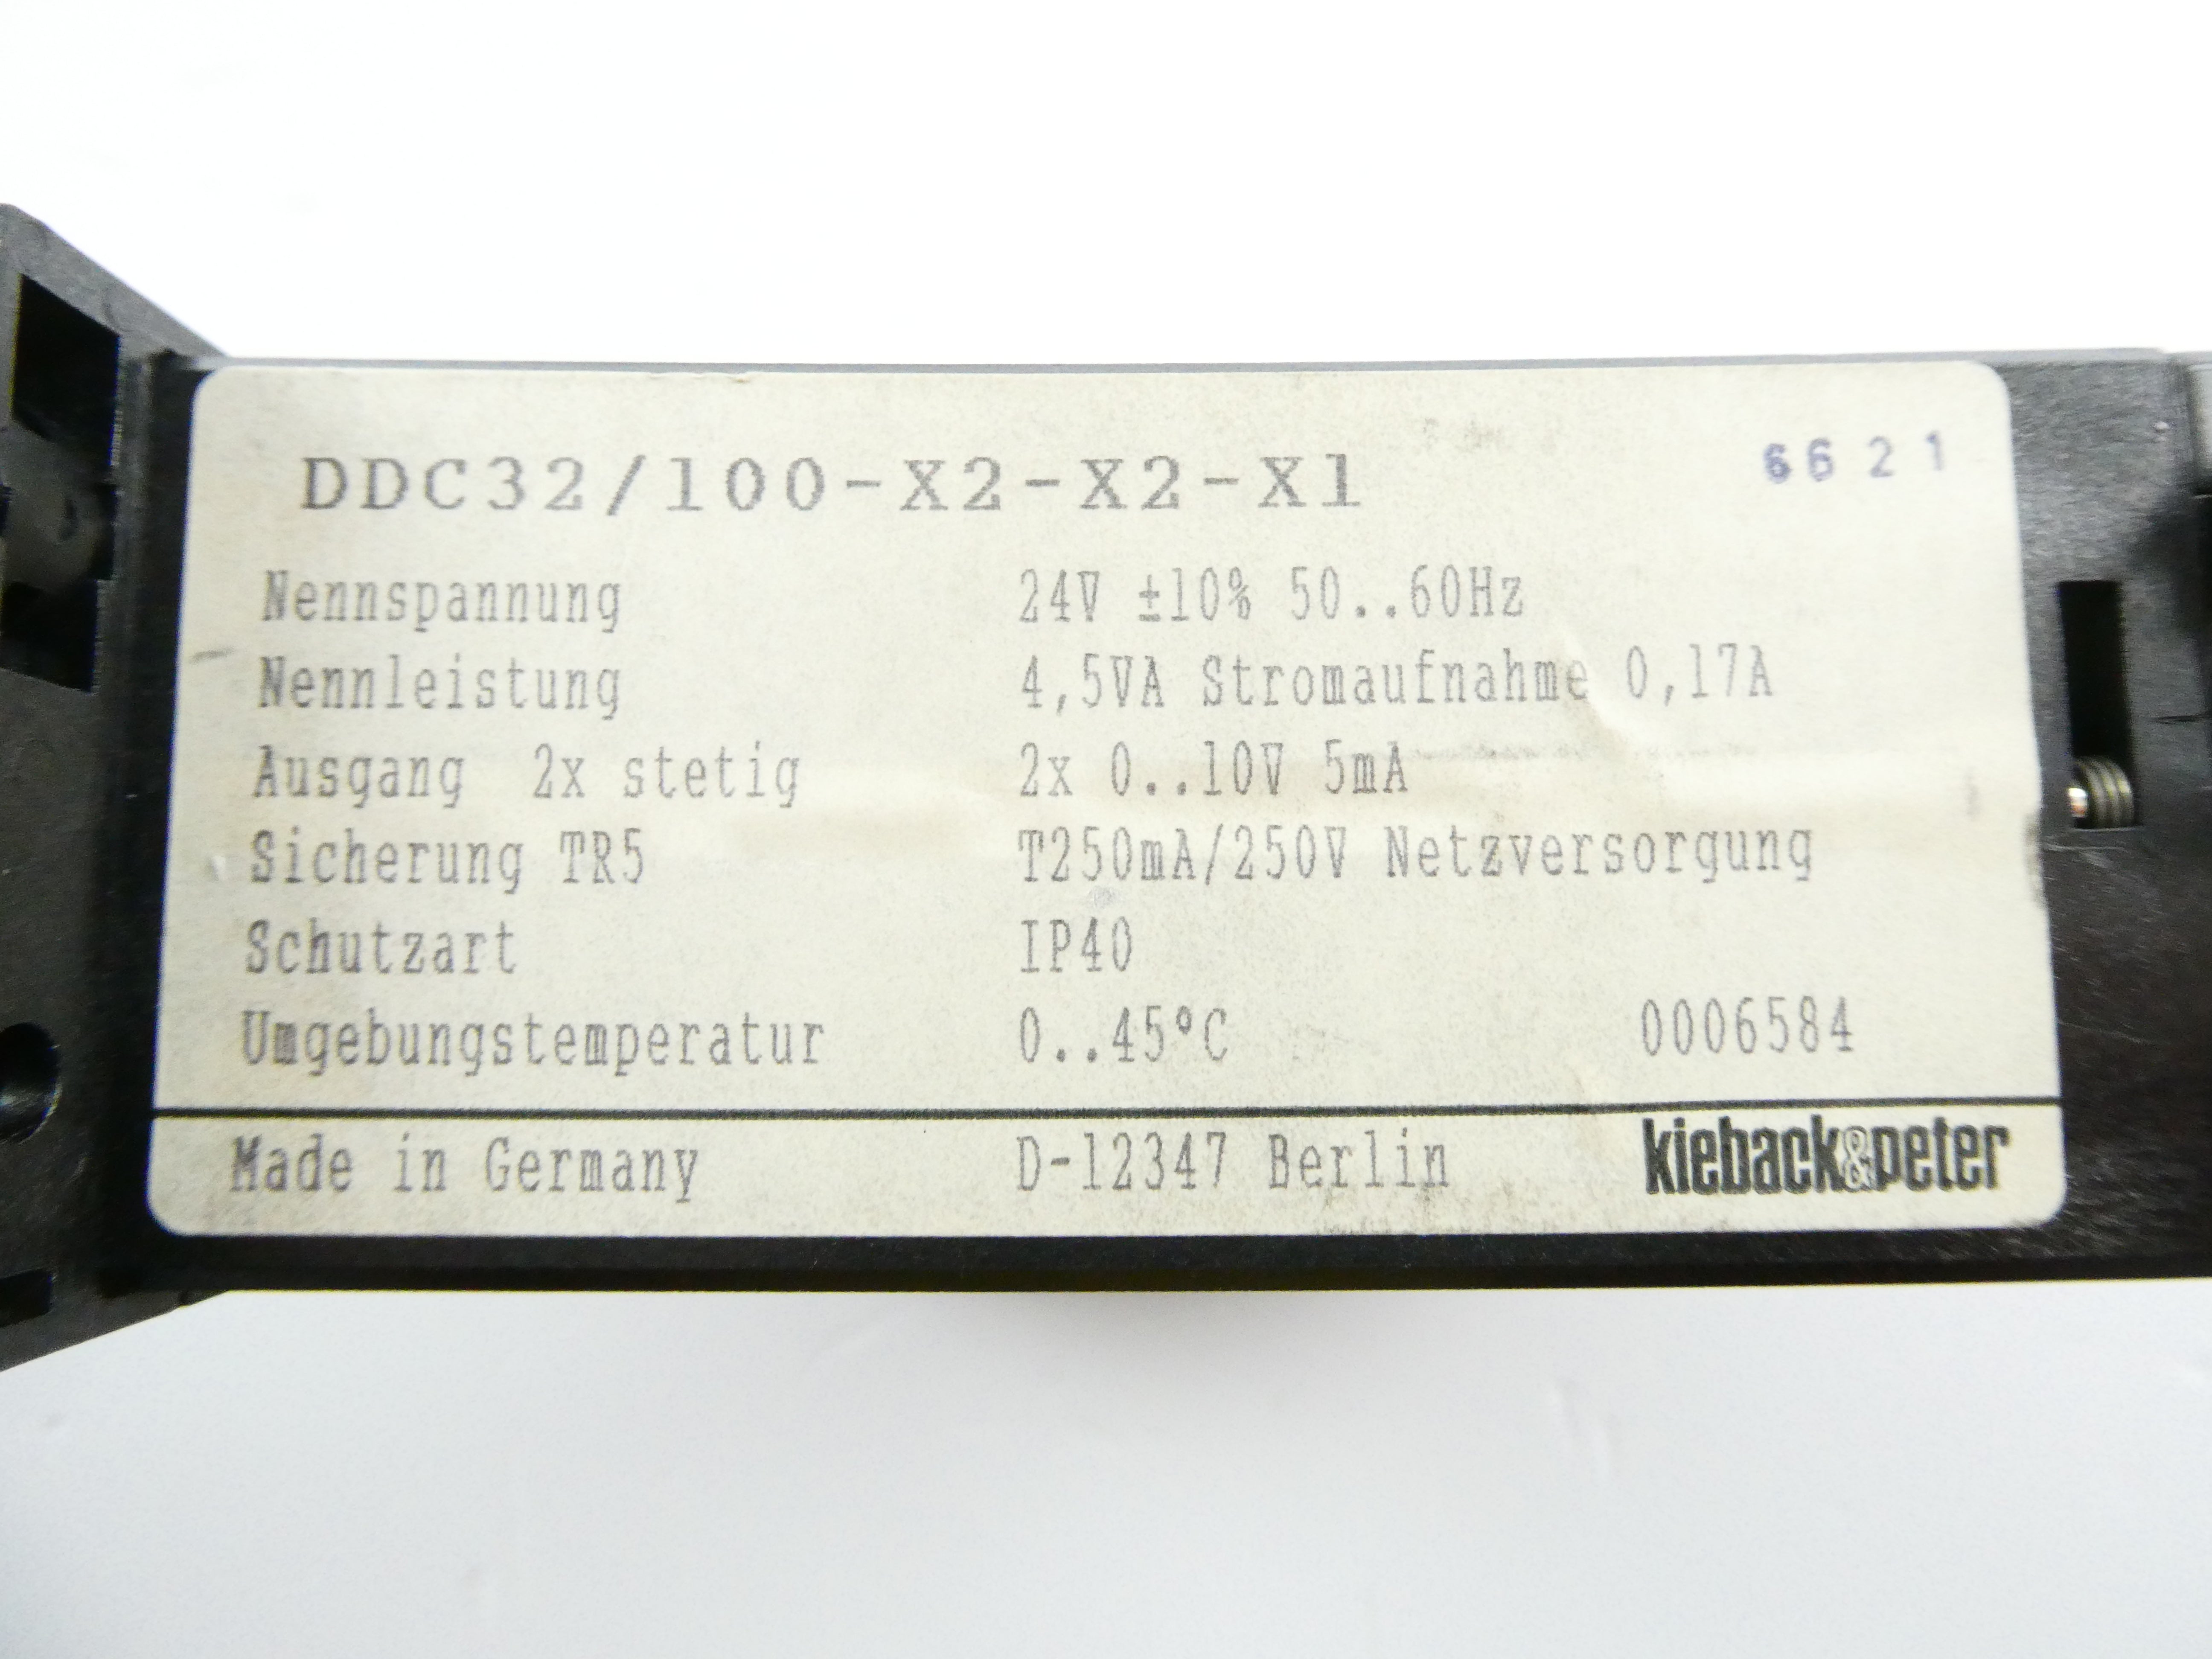 DDC32/100-X2-X2-X1 6621
Nennspannung 24V ±10% 50..60Hz
Nennleistung 4,5VA Stromaufnahme 0,17A
Ausgang 2x stetig 2x 0..10V 5mA
Sicherung TR5 T250mA/250V Netzversorgung
Schutzart IP40
Umgebungstemperatur 0..45°C 0006584
Made in Germany D-12347 Berlin kieback&peter